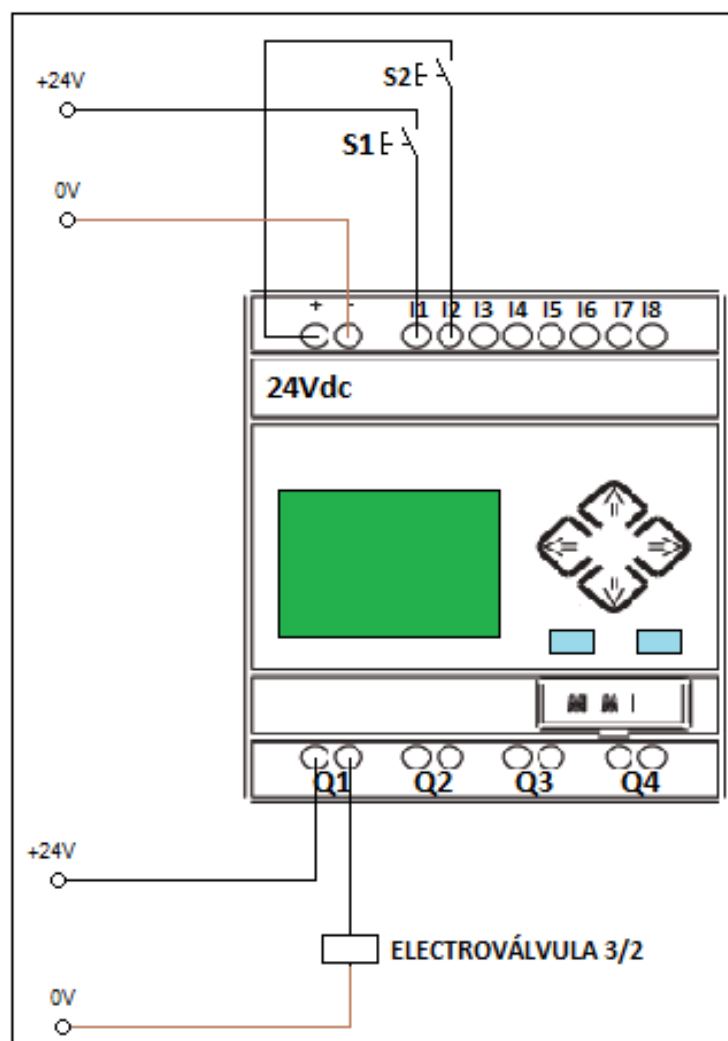 S2
+24V
S1
0V
+ - I1 I2 I3 I4 I5 I6 I7 I8
24Vdc
Q1 Q2 Q3 Q4
+24V
ELECTROVÁLVULA 3/2
0V